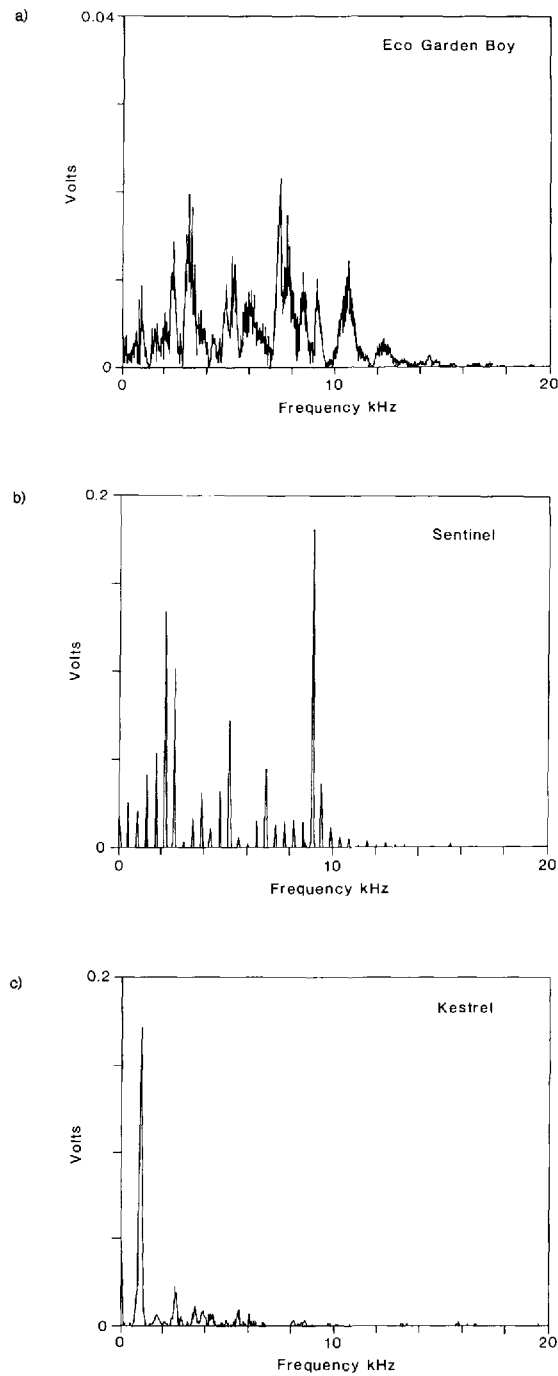 a)
0.04
Eco Garden Boy
Volts
0
0
10
20
Frequency kHz
b)
0.2
Sentinel
Volts
0
0
10
20
Frequency kHz
c)
0.2
Kestrel
Volts
0
0
10
20
Frequency kHz